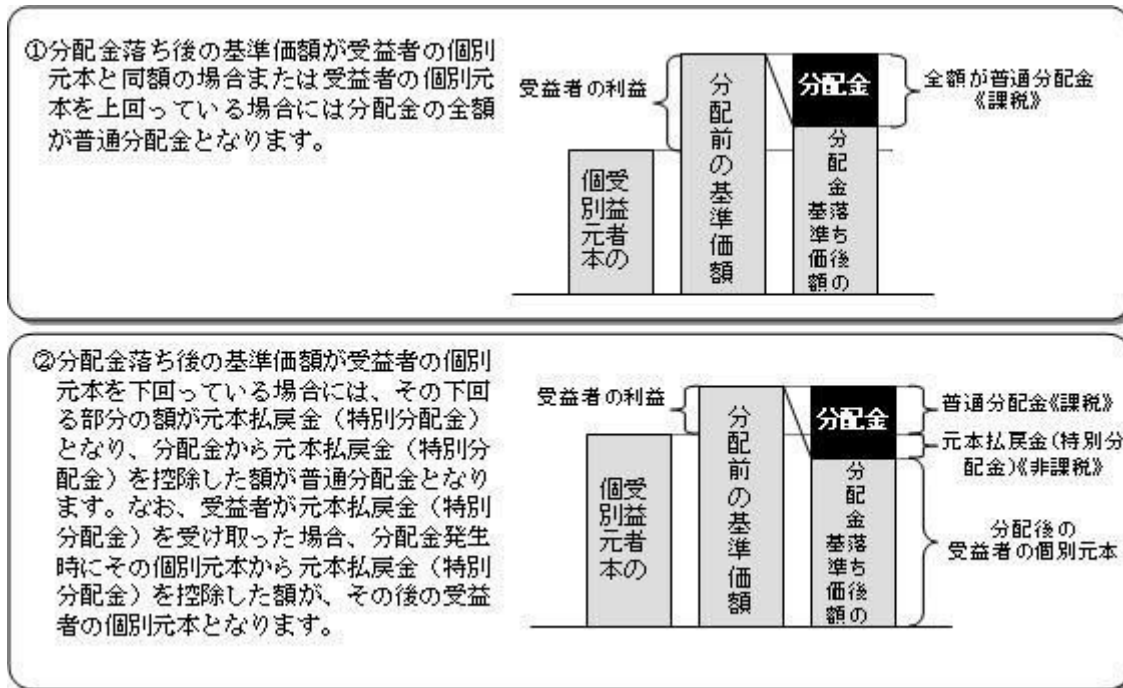 ①分配金落ち後の基準価額が受益者の個別
元本と同額の場合または受益者の個別元
本を上回っている場合には分配金の全額
が普通分配金となります。
受益者の利益
受益者の
個別元本
分配前の基準価額
分配金
分配金落ち後の
基準価額
全額が普通分配金
《課税》
②分配金落ち後の基準価額が受益者の個別
元本を下回っている場合には、その下回
る部分の額が元本払戻金（特別分配金）
となり、分配金から元本払戻金（特別分
配金）を控除した額が普通分配金となり
ます。なお、受益者が元本払戻金（特別
分配金）を受け取った場合、分配金発生
時にその個別元本から元本払戻金（特別
分配金）を控除した額が、その後の受益
者の個別元本となります。
受益者の利益
受益者の
個別元本
分配前の基準価額
分配金
分配金落ち後の
基準価額
普通分配金《課税》
元本払戻金(特別分
配金)《非課税》
分配後の
受益者の個別元本